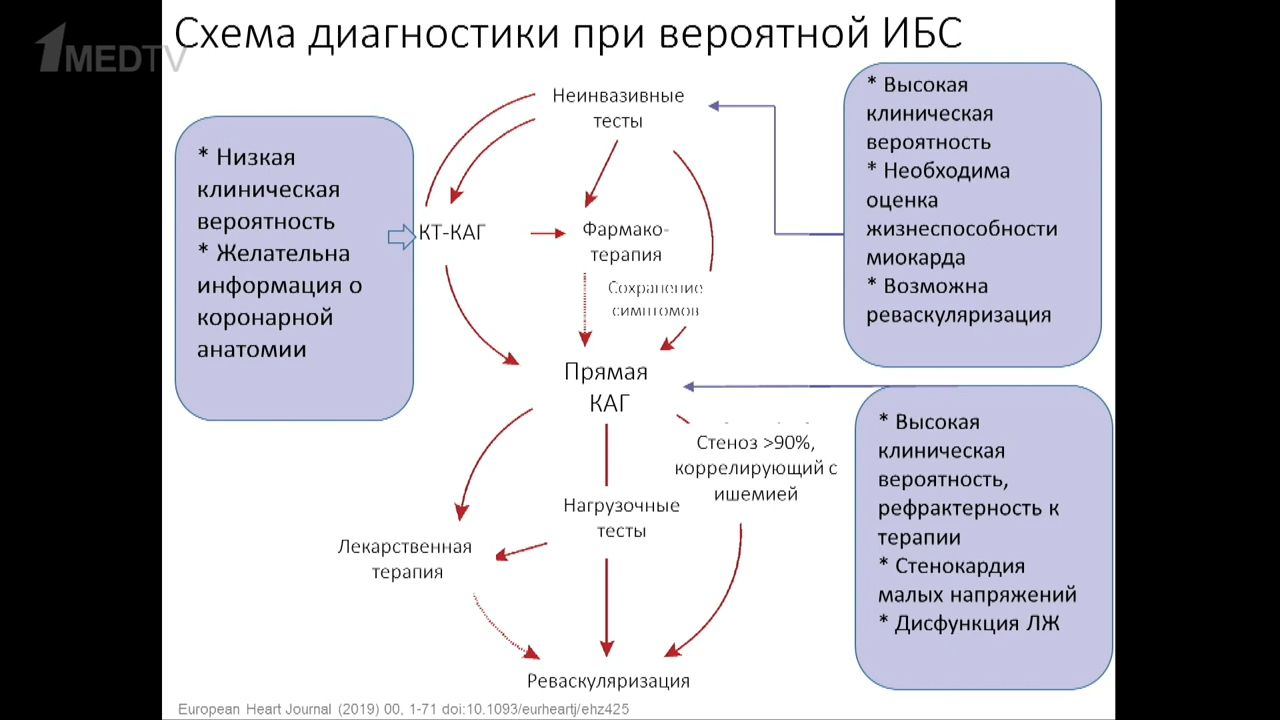 1MEDTV
Схема диагностики при вероятной ИБС
Неинвазивные
тесты
* Высокая
клиническая
вероятность
* Необходима
оценка
жизнеспособности
миокарда
* Возможна
реваскуляризация
* Низкая
клиническая
вероятность
* Желательна
информация о
коронарной
анатомии
КТ-КАГ
Фармако-
терапия
Сохранение
симптомов
Прямая
КАГ
* Высокая
клиническая
вероятность,
рефрактерность к
терапии
* Стенокардия
малых напряжений
* Дисфункция ЛЖ
Стеноз >90%,
коррелирующий с
ишемией
Нагрузочные
тесты
Лекарственная
терапия
Реваскуляризация
European Heart Journal (2019) 00, 1-71 doi:10.1093/eurheartj/ehz425